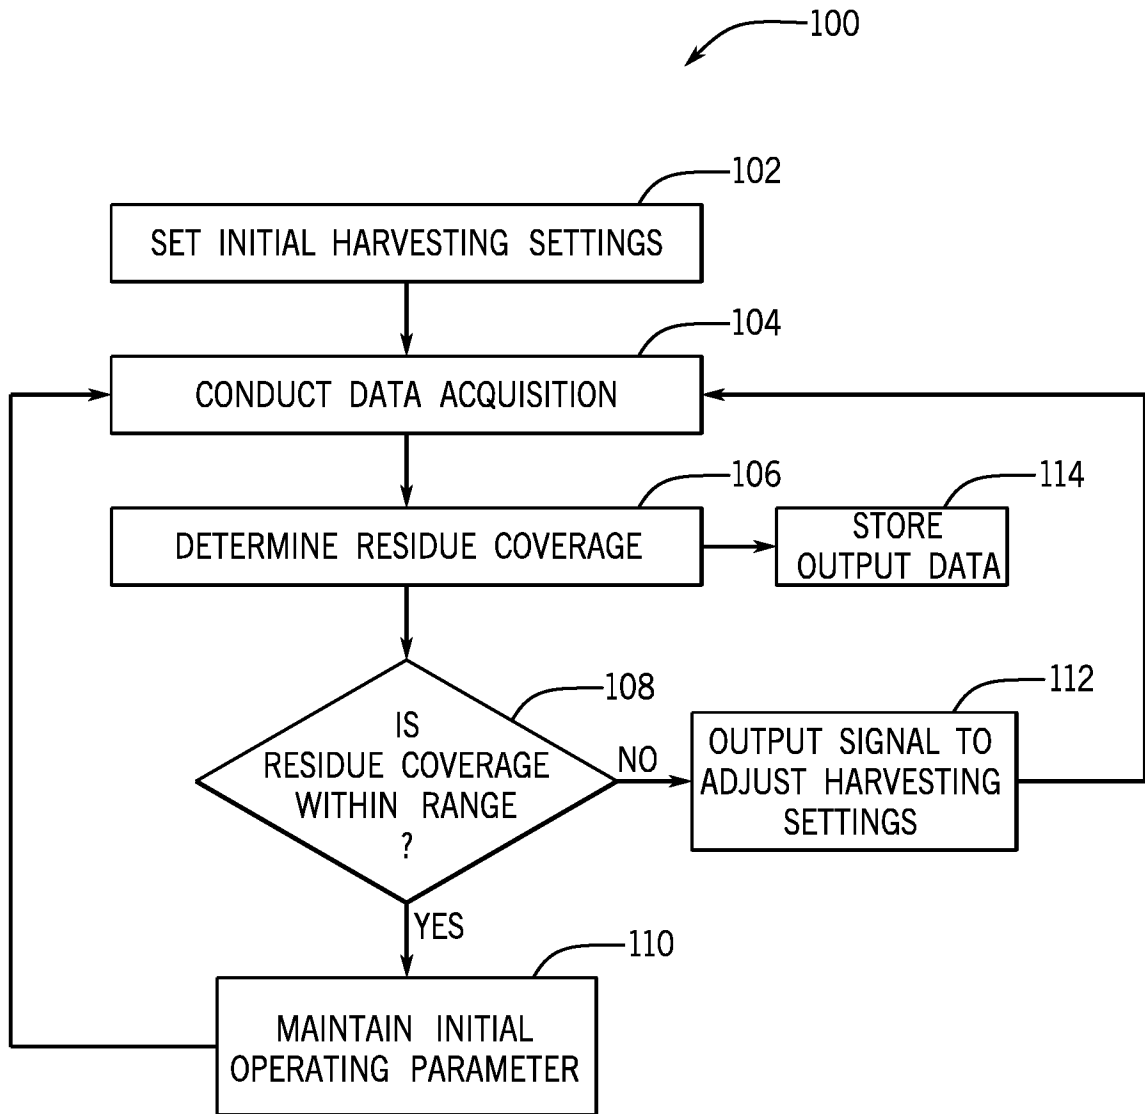 100
102
SET INITIAL HARVESTING SETTINGS
104
CONDUCT DATA ACQUISITION
106
DETERMINE RESIDUE COVERAGE
114
STORE
OUTPUT DATA
108
IS
RESIDUE COVERAGE
WITHIN RANGE
?
NO
112
OUTPUT SIGNAL TO
ADJUST HARVESTING
SETTINGS
YES
110
MAINTAIN INITIAL
OPERATING PARAMETER